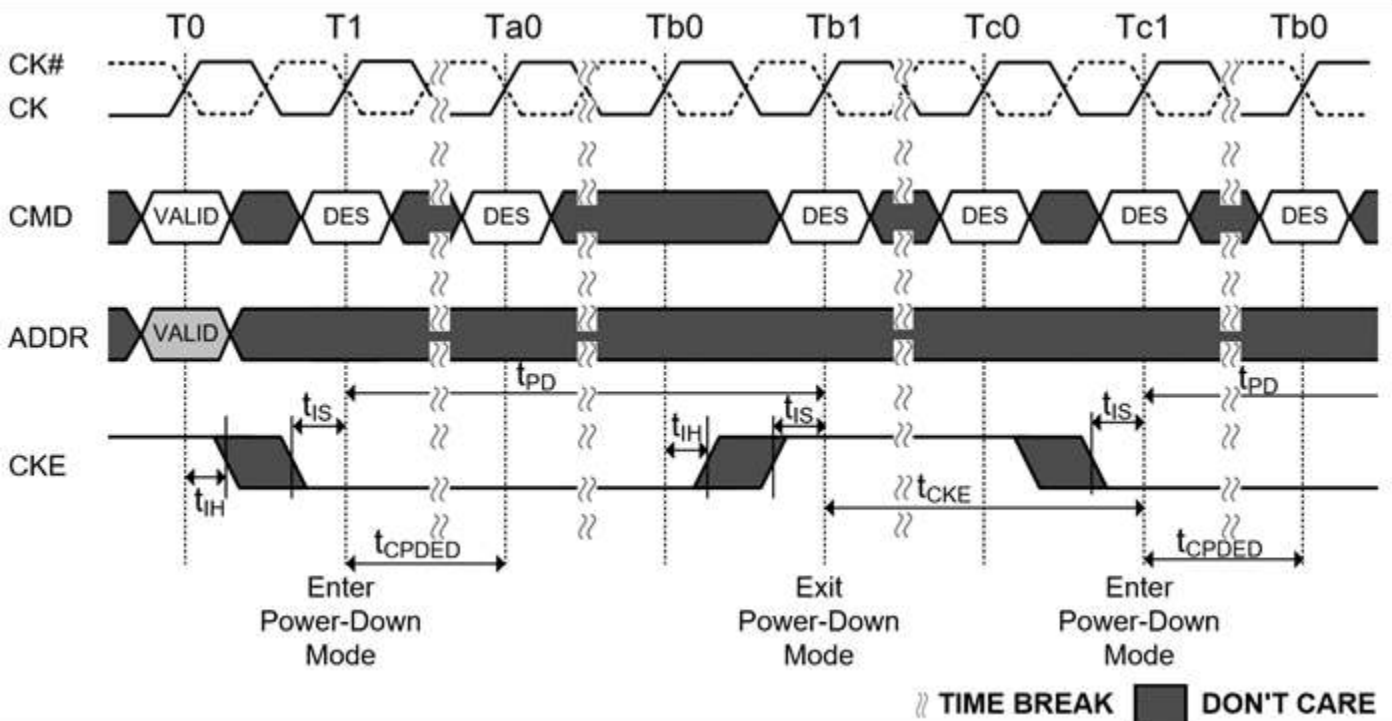 T0 T1 Ta0 Tb0 Tb1 Tc0 Tc1 Tb0
CK#
CK
CMD VALID DES DES DES DES DES DES
ADDR VALID
tPD tPD
tIS tIH tIS tIS
CKE
tIH tCKE
tCPDED tCPDED
Enter Power-Down Mode
Exit Power-Down Mode
Enter Power-Down Mode
TIME BREAK DON'T CARE